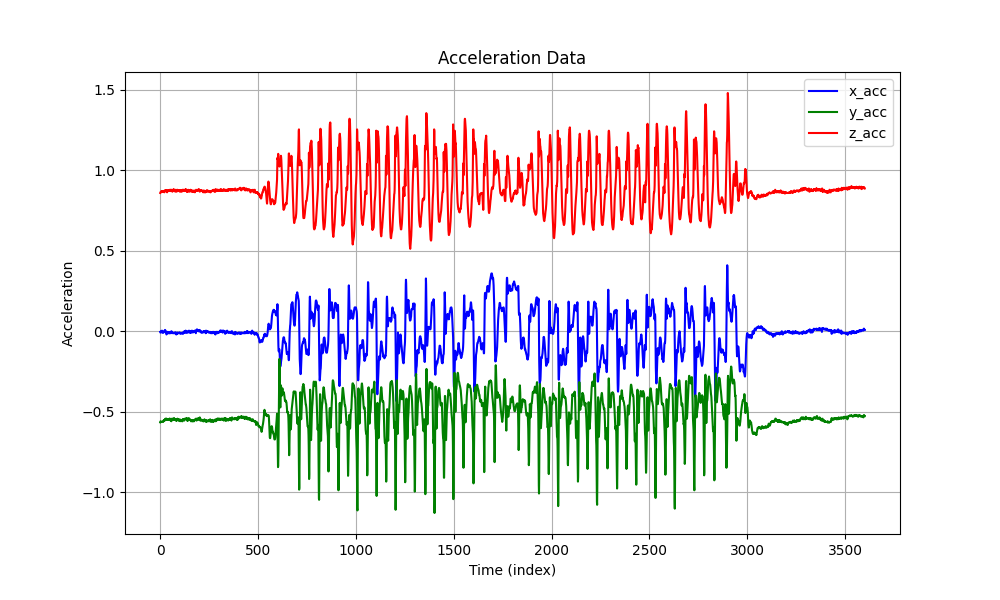 Acceleration Data
x_acc
y_acc
z_acc
1.5
1.0
0.5
0.0
−0.5
−1.0
Acceleration
0 500 1000 1500 2000 2500 3000 3500
Time (index)